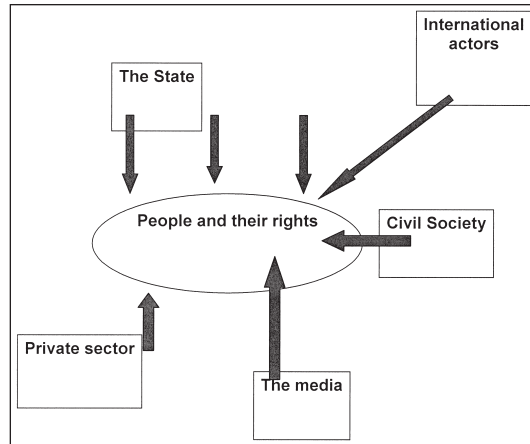 International
actors
The State
People and their rights
Civil Society
Private sector
The media